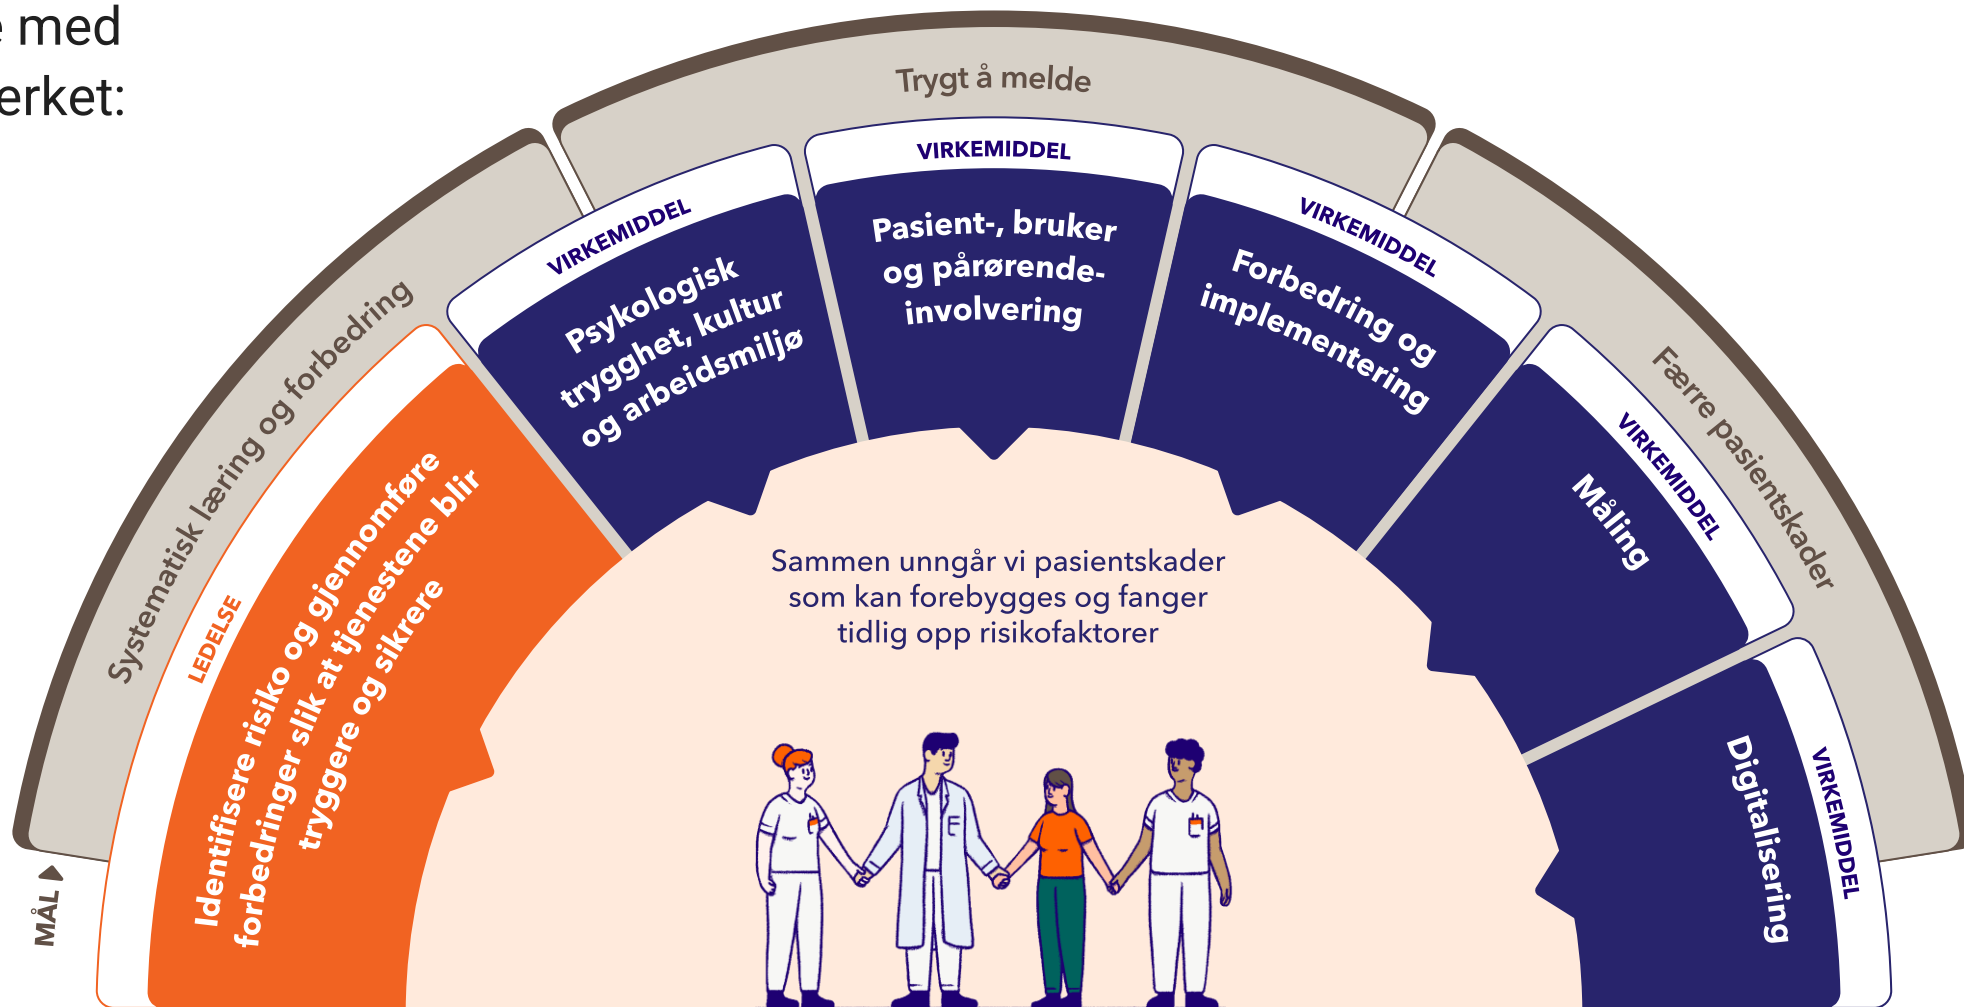 med
Systematisk læring og forbedring
Trygt å melde
Færre pasientskader
MÅL
LEDELSE
Identifisere risiko og gjennomføre
forbedringer slik at tjenestene blir
tryggere og sikrere
VIRKEMIDDEL
Psykologisk
trygghet, kultur
og arbeidsmiljø
VIRKEMIDDEL
Pasient-, bruker
og pårørende-
involvering
VIRKEMIDDEL
Forbedring og
implementering
VIRKEMIDDEL
Måling
VIRKEMIDDEL
Digitalisering
Sammen unngår vi pasientskader
som kan forebygges og fanger
tidlig opp risikofaktorer